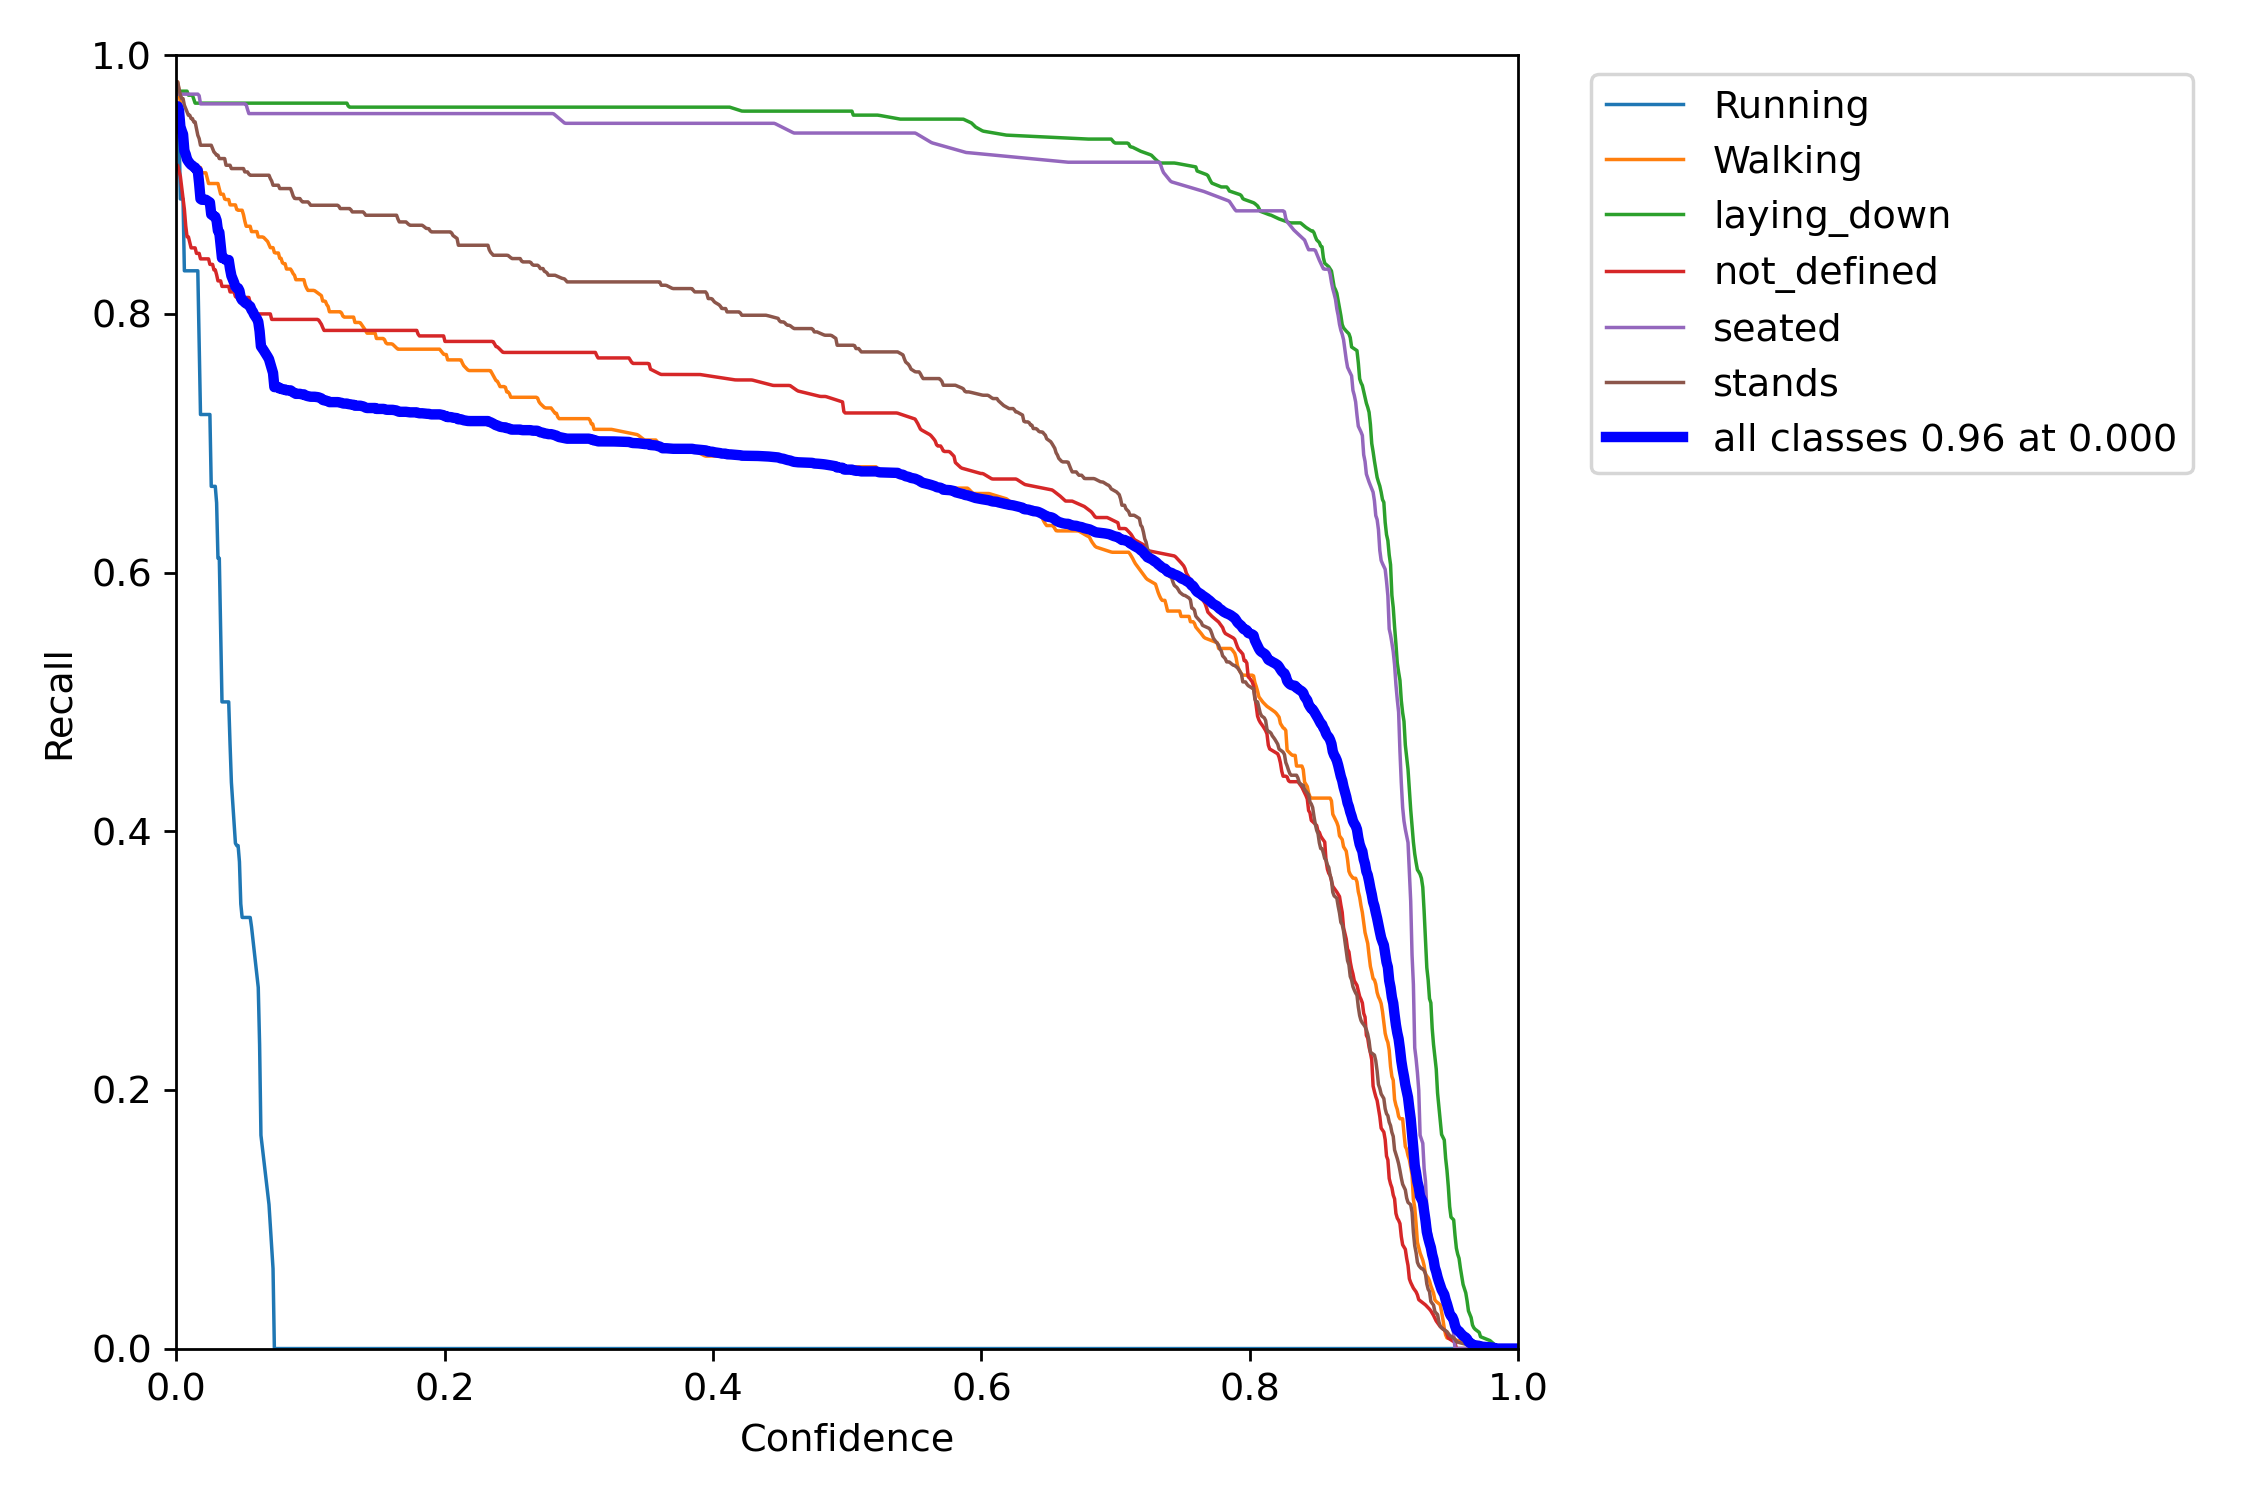 1.0
0.8
0.6
0.4
0.2
0.0
Recall
0.0 0.2 0.4 0.6 0.8 1.0
Confidence
Running
Walking
laying_down
not_defined
seated
stands
all classes 0.96 at 0.000